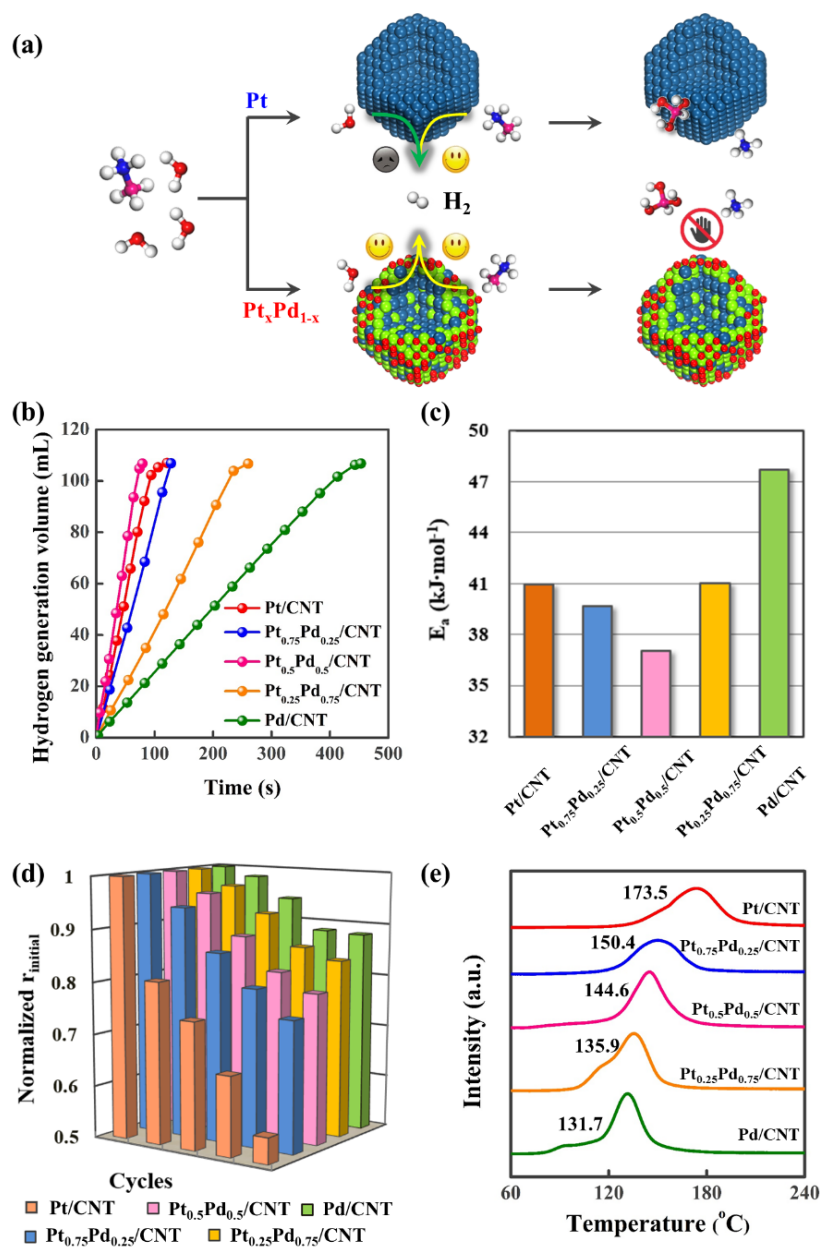 (a)
Pt
H₂
PtₓPd₁₋ₓ
(b)
Hydrogen generation volume (mL)
120
100
80
60
40
20
0
0 100 200 300 400 500
Time (s)
Pt/CNT
Pt₀.₇₅Pd₀.₂₅/CNT
Pt₀.₅Pd₀.₅/CNT
Pt₀.₂₅Pd₀.₇₅/CNT
Pd/CNT
(c)
Eₐ (kJ·mol⁻¹)
50
47
44
41
38
35
32
Pt/CNT
Pt₀.₇₅Pd₀.₂₅/CNT
Pt₀.₅Pd₀.₅/CNT
Pt₀.₂₅Pd₀.₇₅/CNT
Pd/CNT
(d)
Normalized r_initial
1
0.9
0.8
0.7
0.6
0.5
Cycles
Pt/CNT Pt₀.₅Pd₀.₅/CNT Pd/CNT
Pt₀.₇₅Pd₀.₂₅/CNT Pt₀.₂₅Pd₀.₇₅/CNT
(e)
Intensity (a.u.)
173.5 Pt/CNT
150.4 Pt₀.₇₅Pd₀.₂₅/CNT
144.6 Pt₀.₅Pd₀.₅/CNT
135.9 Pt₀.₂₅Pd₀.₇₅/CNT
131.7 Pd/CNT
60 120 180 240
Temperature (°C)